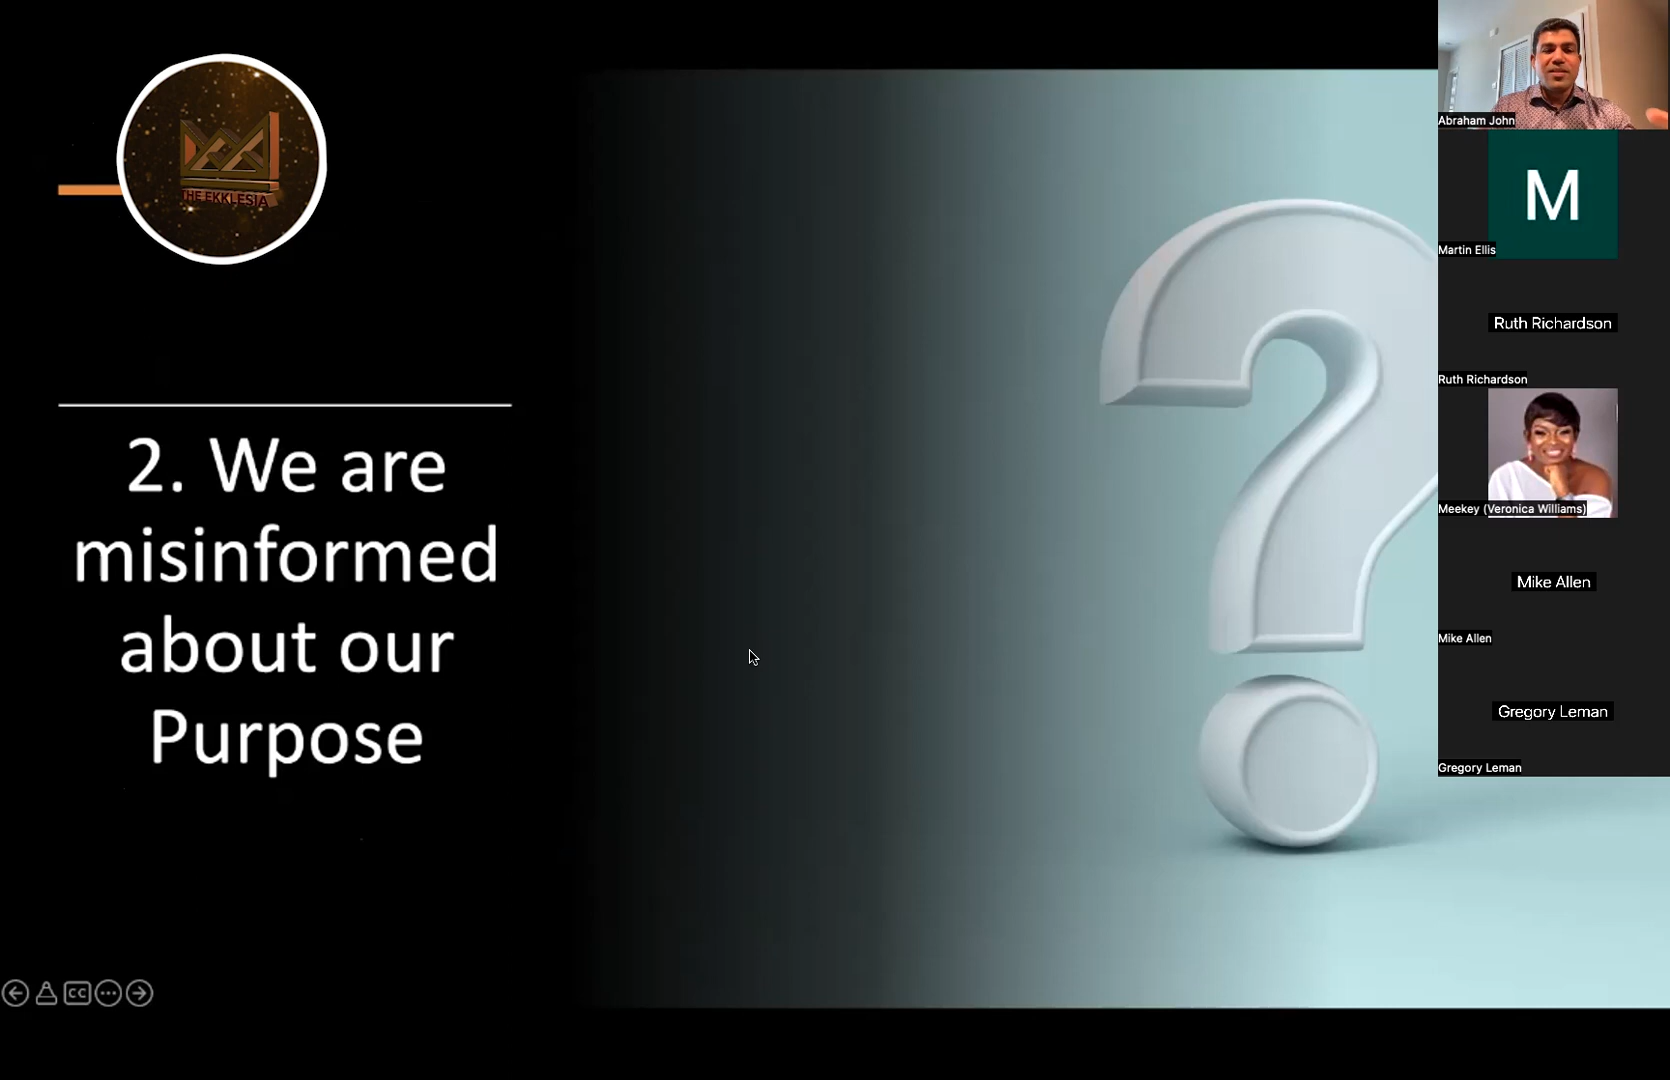 THE EKKLESIA
2. We are
misinformed
about our
Purpose
CC
Abraham John
M
Martin Ellis
Ruth Richardson
Ruth Richardson
Meekey (Veronica Williams)
Mike Allen
Mike Allen
Gregory Leman
Gregory Leman